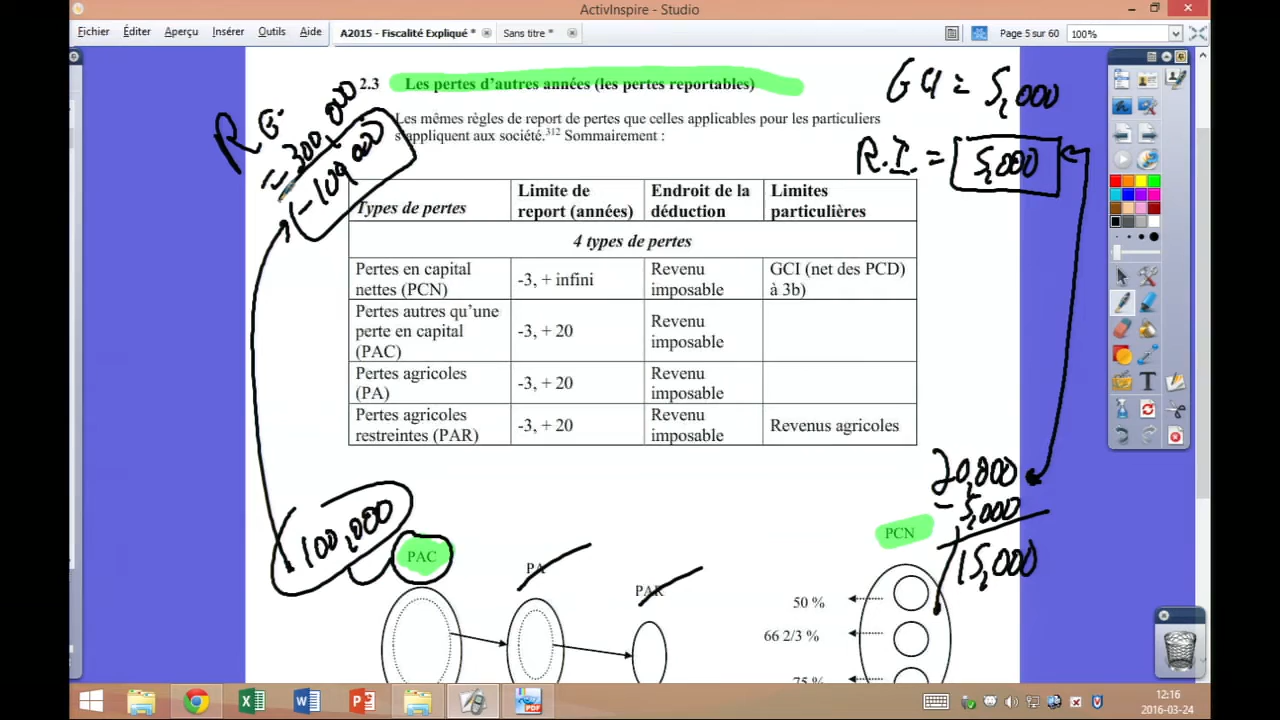 ActivInspire - Studio
Fichier Éditer Aperçu Insérer Outils Aide
A2015 - Fiscalité Expliqué * Sans titre * Page 5 sur 60 100%
2.3 Les pertes d'autres années (les pertes reportables)
Les mêmes règles de report de pertes que celles applicables pour les particuliers
s'appliquent aux société.312 Sommairement :
GCI = 5,000
R.I. = 5,000
= 300,000
- 100 000
Types de pertes Limite de report (années) Endroit de la déduction Limites particulières
4 types de pertes
Pertes en capital nettes (PCN) -3, + infini Revenu imposable GCI (net des PCD) à 3b)
Pertes autres qu'une perte en capital (PAC) -3, + 20 Revenu imposable
Pertes agricoles (PA) -3, + 20 Revenu imposable
Pertes agricoles restreintes (PAR) -3, + 20 Revenu imposable Revenus agricoles
100,000
20,000
- 5,000
15,000
PAC
PA
PAR
PCN
50 %
66 2/3 %
75 %
12:16
2016-03-24